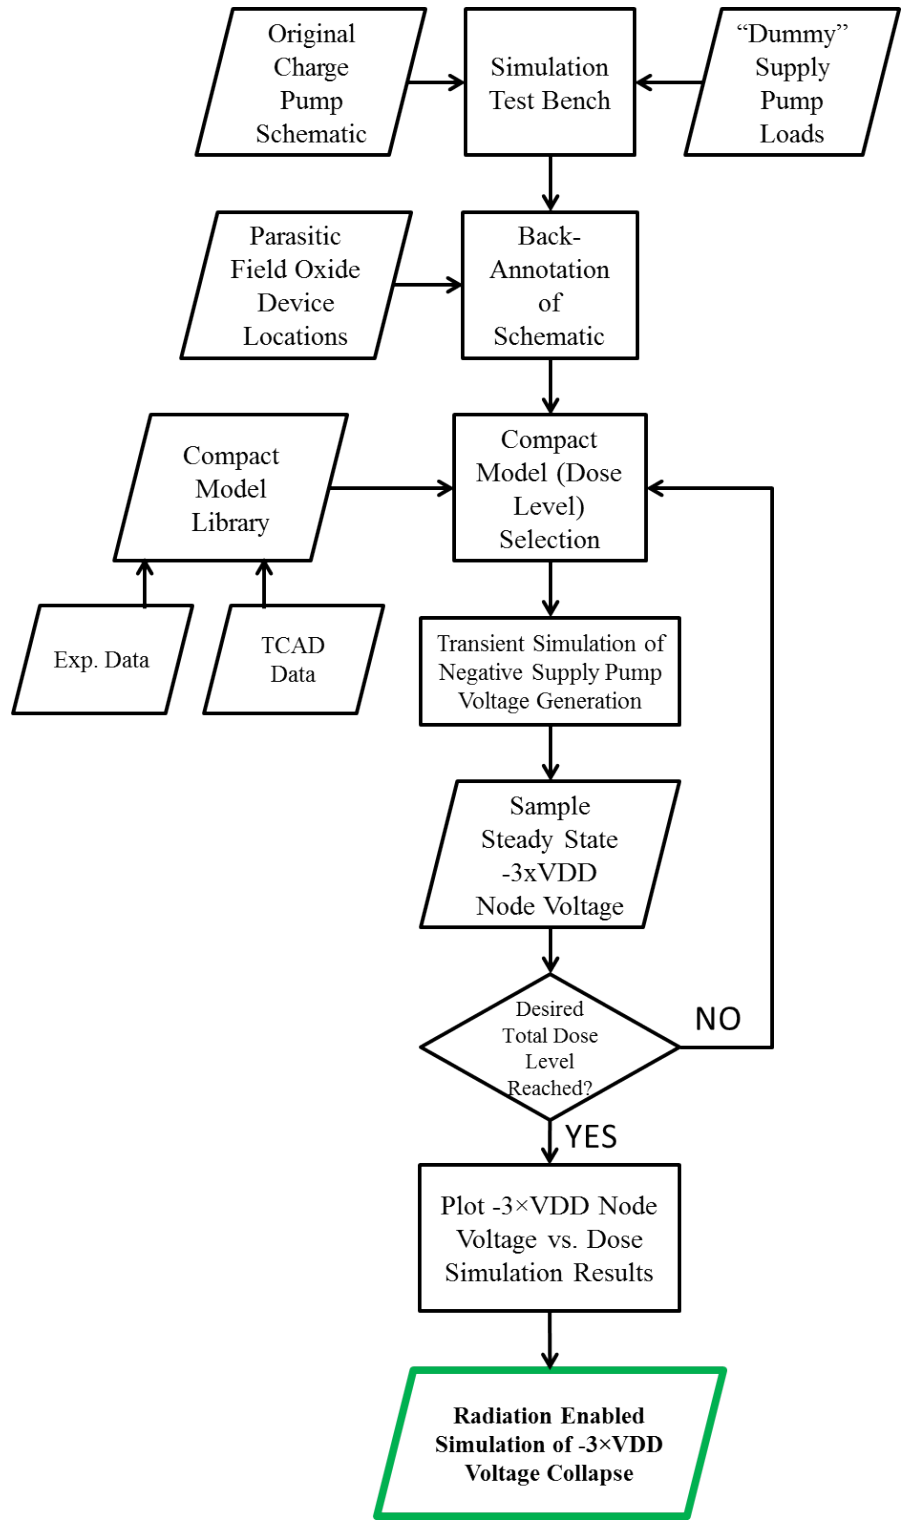 Original
Charge
Pump
Schematic
Simulation
Test Bench
“Dummy”
Supply
Pump
Loads
Parasitic
Field Oxide
Device
Locations
Back-
Annotation
of
Schematic
Compact
Model
Library
Compact
Model (Dose
Level)
Selection
Exp. Data
TCAD
Data
Transient Simulation of
Negative Supply Pump
Voltage Generation
Sample
Steady State
-3xVDD
Node Voltage
Desired
Total Dose
Level
Reached?
NO
YES
Plot -3×VDD Node
Voltage vs. Dose
Simulation Results
Radiation Enabled
Simulation of -3×VDD
Voltage Collapse